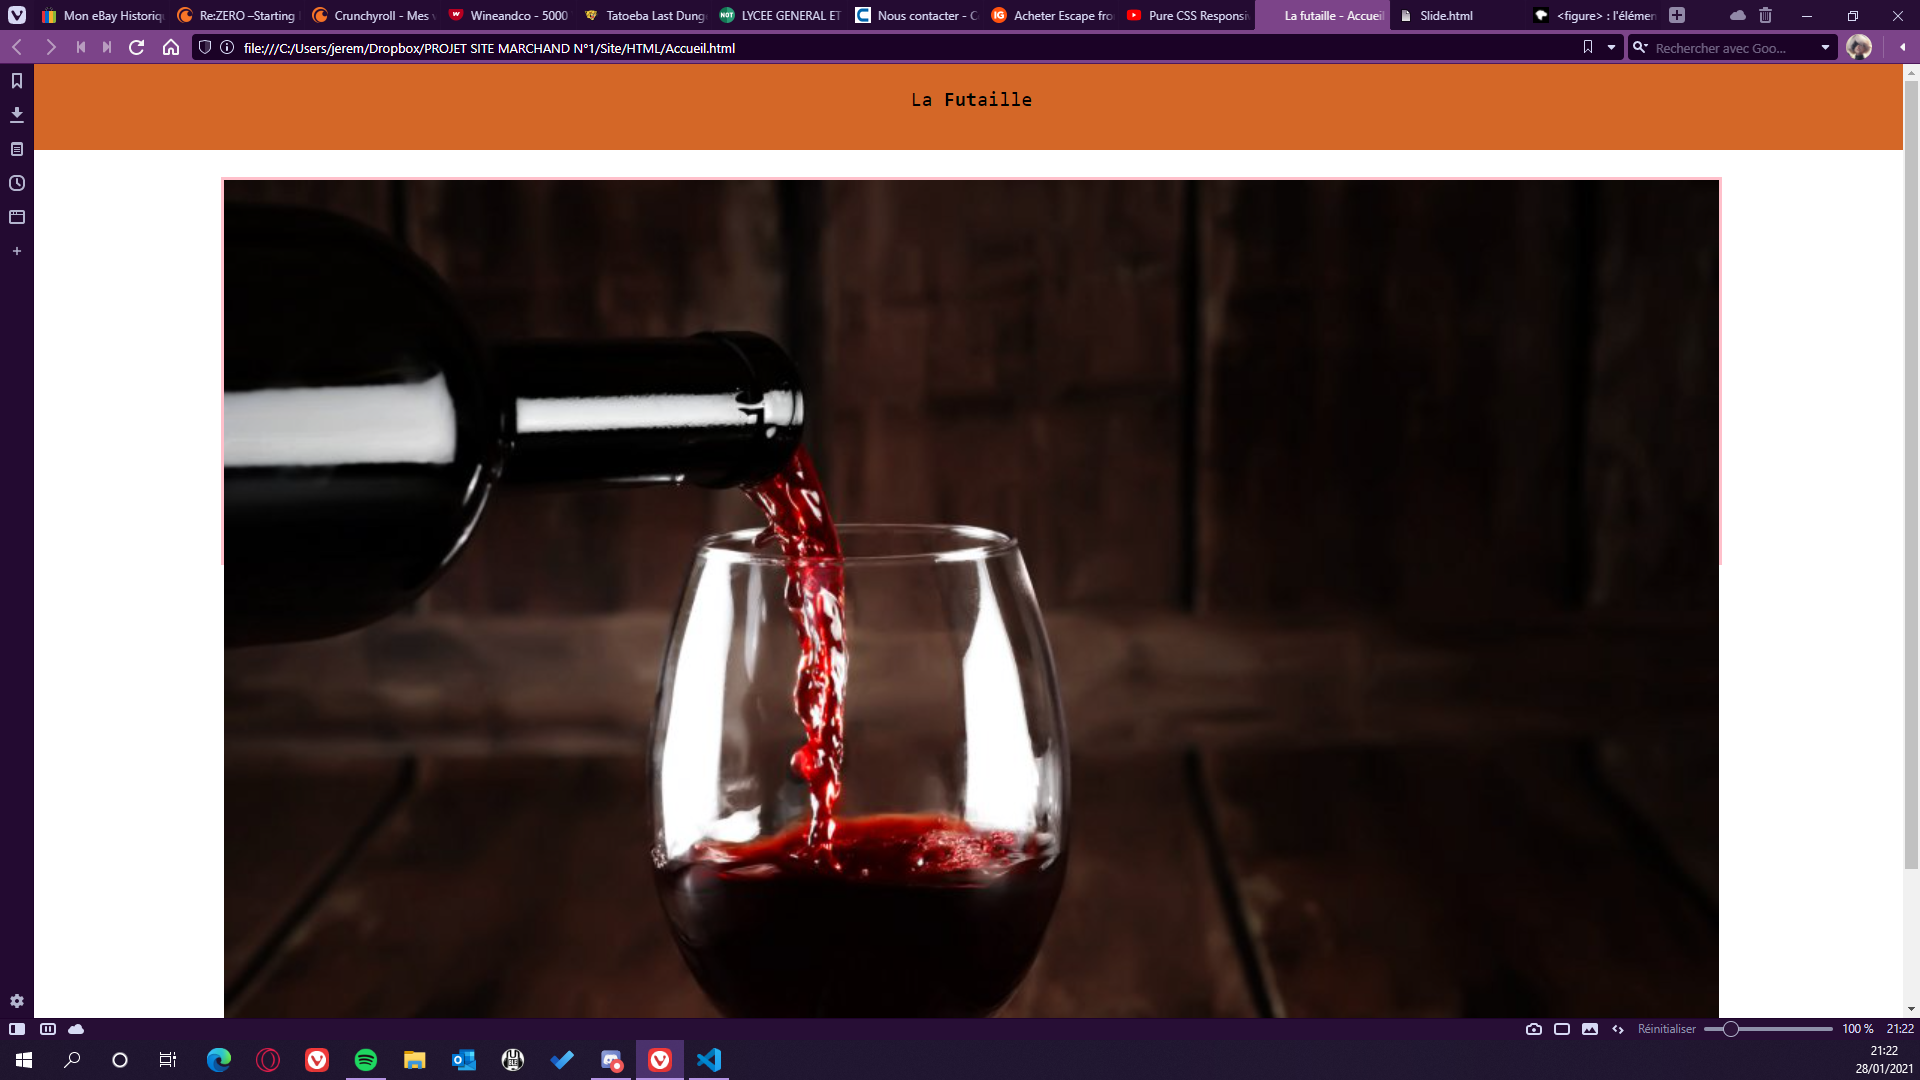 Mon eBay Historiq
Re:ZERO –Starting
Crunchyroll - Mes v
Wineandco - 5000
Tatoeba Last Dung
LYCEE GENERAL ET
Nous contacter - C
Acheter Escape fro
Pure CSS Responsiv
La futaille - Accueil
Slide.html
<figure> : l'élémen
file:///C:/Users/jerem/Dropbox/PROJET SITE MARCHAND N°1/Site/HTML/Accueil.html
Rechercher avec Goo...
La Futaille
Réinitialiser
100 %
21:22
21:22
28/01/2021